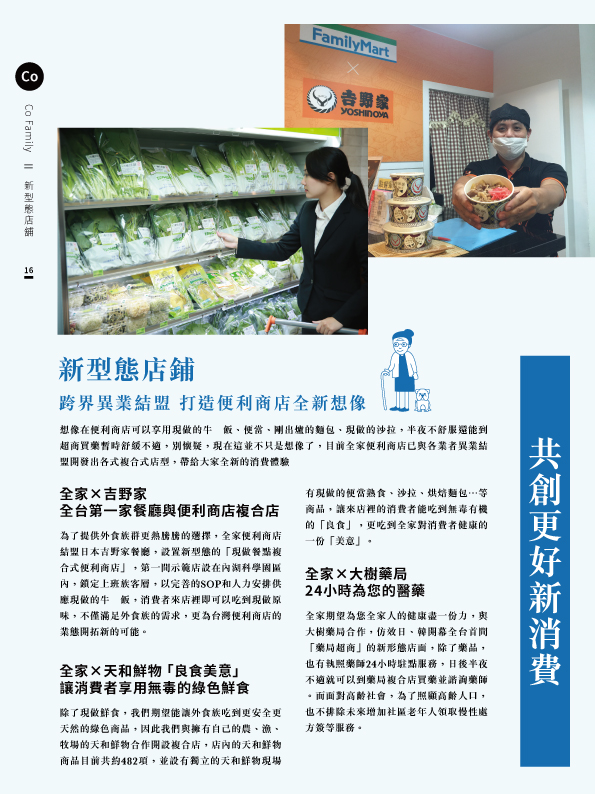 Co
Co Family
新型態店舖
16
FamilyMart
×
吉野家
YOSHINOYA
新型態店鋪
跨界異業結盟 打造便利商店全新想像
想像在便利商店可以享用現做的牛 飯、便當、剛出爐的麵包、現做的沙拉，半夜不舒服還能到
超商買藥暫時舒緩不適，別懷疑，現在這並不只是想像了，目前全家便利商店已與各業者異業結
盟開發出各式複合式店型，帶給大家全新的消費體驗
全家×吉野家
全台第一家餐廳與便利商店複合店
為了提供外食族群更熱騰騰的選擇，全家便利商店
結盟日本吉野家餐廳，設置新型態的「現做餐點複
合式便利商店」，第一間示範店設在內湖科學園區
內，鎖定上班族客層，以完善的SOP和人力安排供
應現做的牛 飯，消費者來店裡即可以吃到現做原
味，不僅滿足外食族的需求，更為台灣便利商店的
業態開拓新的可能。
全家×天和鮮物「良食美意」
讓消費者享用無毒的綠色鮮食
除了現做鮮食，我們期望能讓外食族吃到更安全更
天然的綠色商品，因此我們與擁有自己的農、漁、
牧場的天和鮮物合作開設複合店，店內的天和鮮物
商品目前共約482項，並設有獨立的天和鮮物現場
有現做的便當熟食、沙拉、烘焙麵包…等
商品，讓來店裡的消費者能吃到無毒有機
的「良食」，更吃到全家對消費者健康的
一份「美意」。
全家×大樹藥局
24小時為您的醫藥
全家期望為您全家人的健康盡一份力，與
大樹藥局合作，仿效日、韓開幕全台首間
「藥局超商」的新形態店面，除了藥品，
也有執照藥師24小時駐點服務，日後半夜
不適就可以到藥局複合店買藥並諮詢藥師
。而面對高齡社會，為了照顧高齡人口，
也不排除未來增加社區老年人領取慢性處
方簽等服務。
共創更好新消費